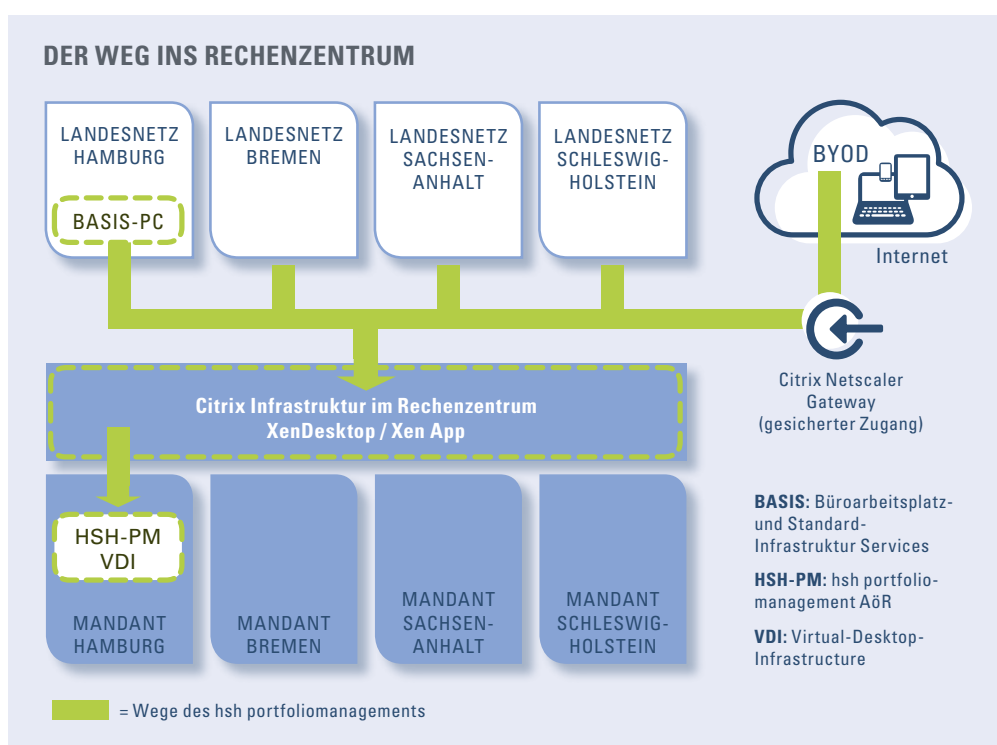 DER WEG INS RECHENZENTRUM
LANDESNETZ
HAMBURG
BASIS-PC
LANDESNETZ
BREMEN
LANDESNETZ
SACHSEN-
ANHALT
LANDESNETZ
SCHLESWIG-
HOLSTEIN
BYOD
Internet
Citrix Netscaler
Gateway
(gesicherter Zugang)
Citrix Infrastruktur im Rechenzentrum
XenDesktop / Xen App
HSH-PM
VDI
MANDANT
HAMBURG
MANDANT
BREMEN
MANDANT
SACHSEN-
ANHALT
MANDANT
SCHLESWIG-
HOLSTEIN
BASIS: Büroarbeitsplatz-
und Standard-
Infrastruktur Services
HSH-PM: hsh portfolio-
management AöR
VDI: Virtual-Desktop-
Infrastructure
= Wege des hsh portfoliomanagements